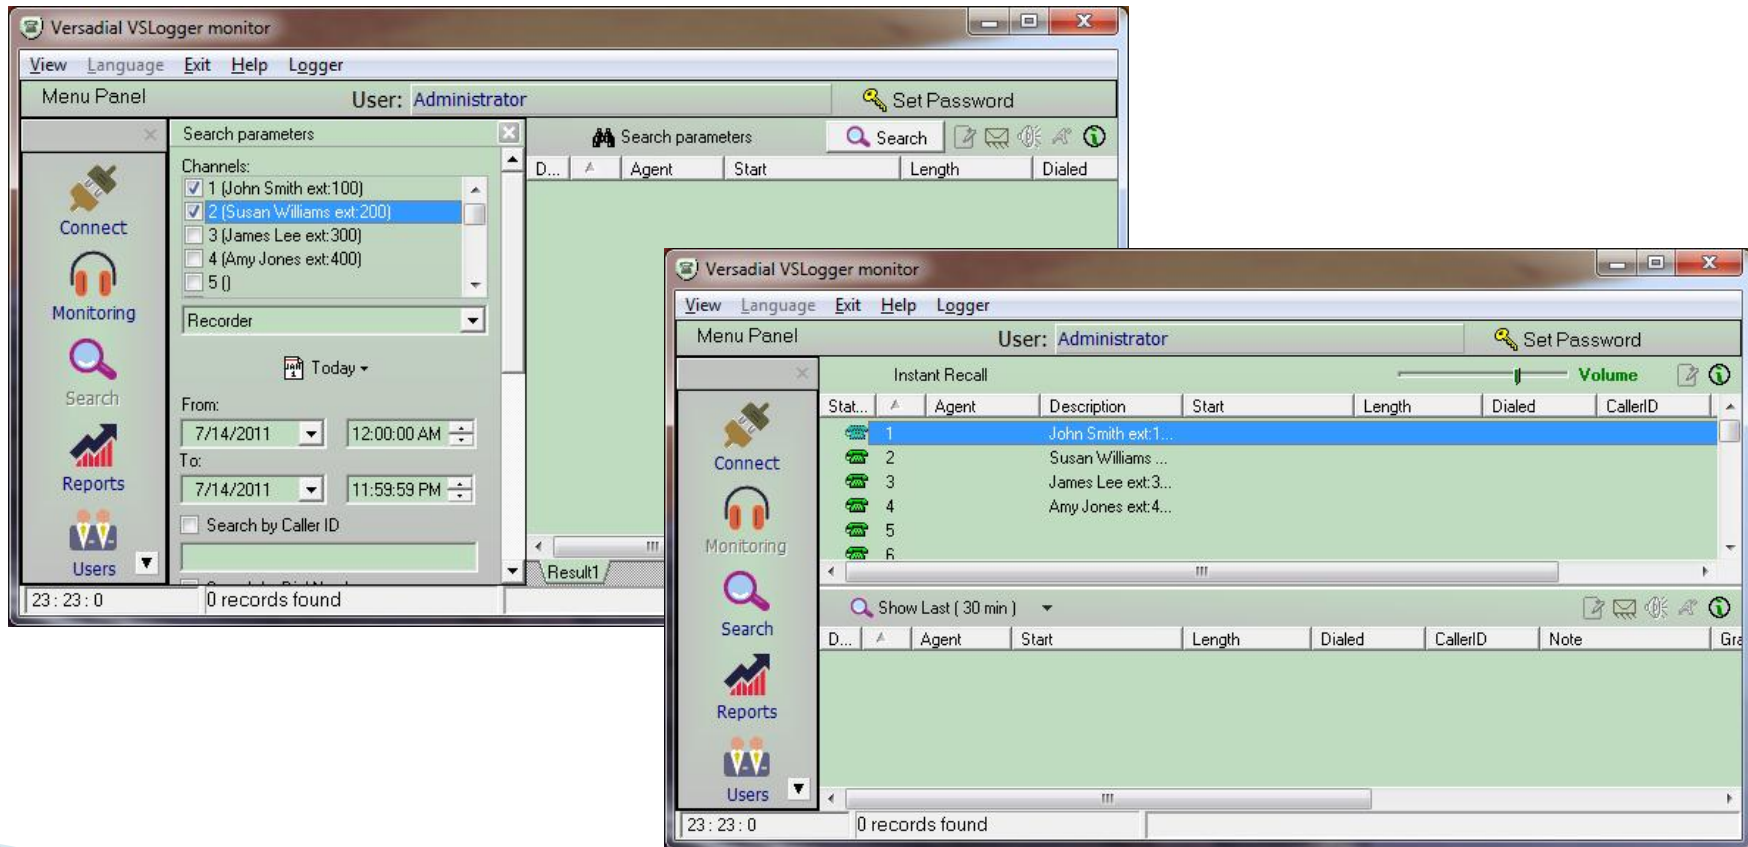 Versadial VSLogger monitor
View Language Exit Help Logger
Menu Panel User: Administrator Set Password
Search parameters
Channels:
1 (John Smith ext:100)
2 (Susan Williams ext:200)
3 (James Lee ext:300)
4 (Amy Jones ext:400)
5 ()
Recorder
Today
From:
7/14/2011 12:00:00 AM
To:
7/14/2011 11:59:59 PM
Search by Caller ID
Connect
Monitoring
Search
Reports
Users
Search parameters Search
D... Agent Start Length Dialed
Result1
23 : 23 : 0 0 records found
Versadial VSLogger monitor
View Language Exit Help Logger
Menu Panel User: Administrator Set Password
Connect
Monitoring
Search
Reports
Users
Instant Recall Volume
Stat... Agent Description Start Length Dialed CallerID
1 John Smith ext:1...
2 Susan Williams ...
3 James Lee ext:3...
4 Amy Jones ext:4...
5
6
Show Last ( 30 min )
D... Agent Start Length Dialed CallerID Note Gra
23 : 23 : 0 0 records found